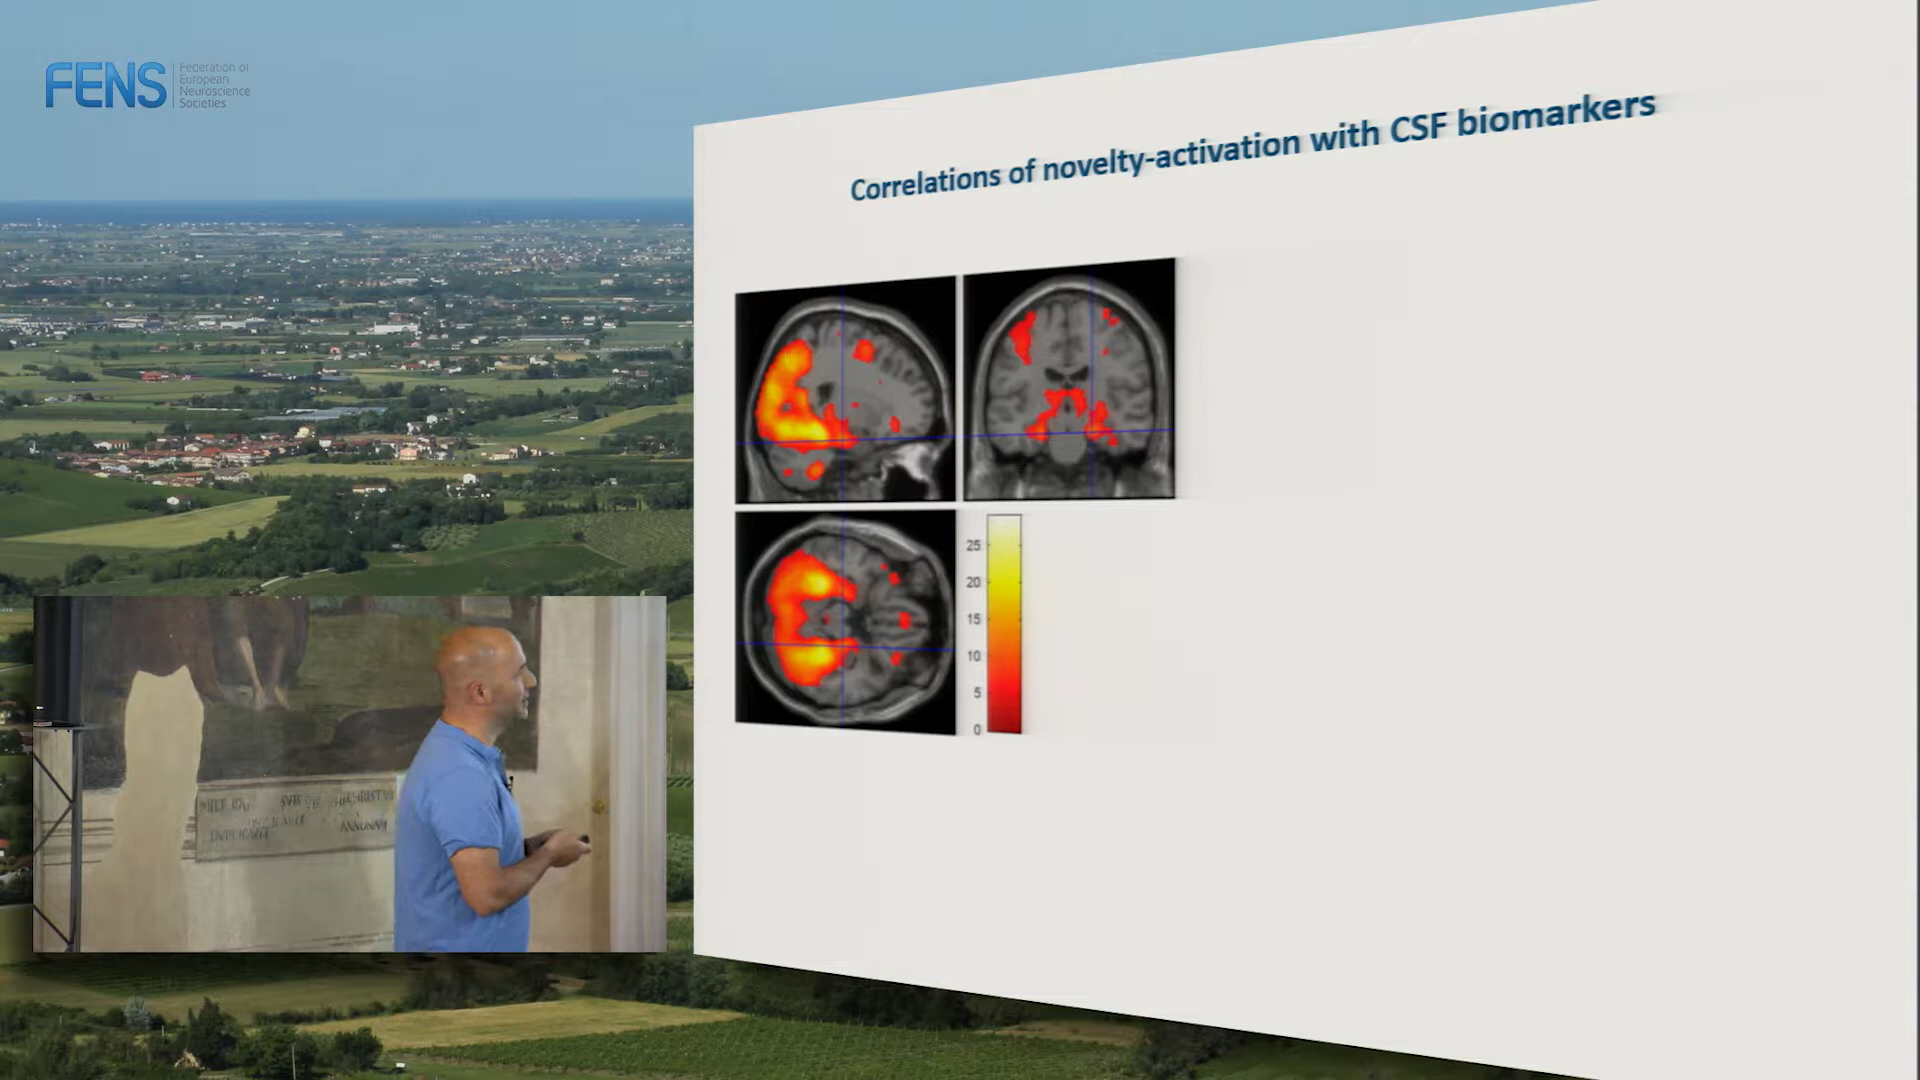 FENS
Federation of
European
Neuroscience
Societies
Correlations of novelty-activation with CSF biomarkers
25
20
15
10
5
0
ANNONAM